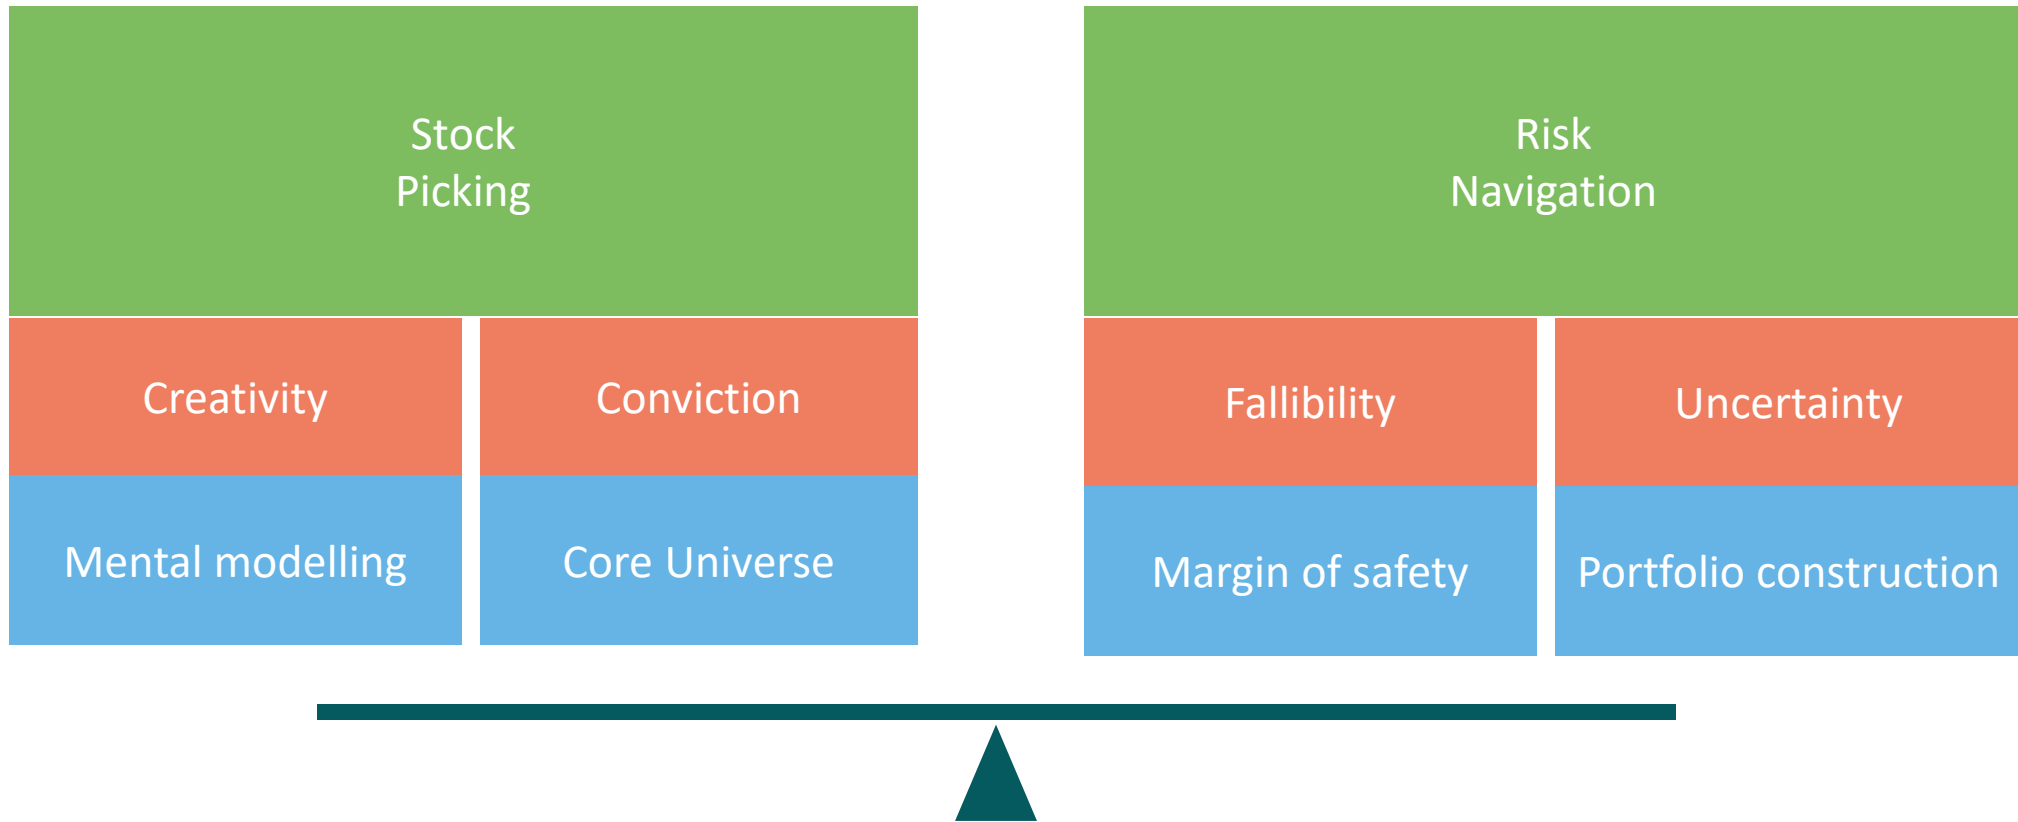 Stock
Picking
Risk
Navigation
Creativity
Conviction
Fallibility
Uncertainty
Mental modelling
Core Universe
Margin of safety
Portfolio construction